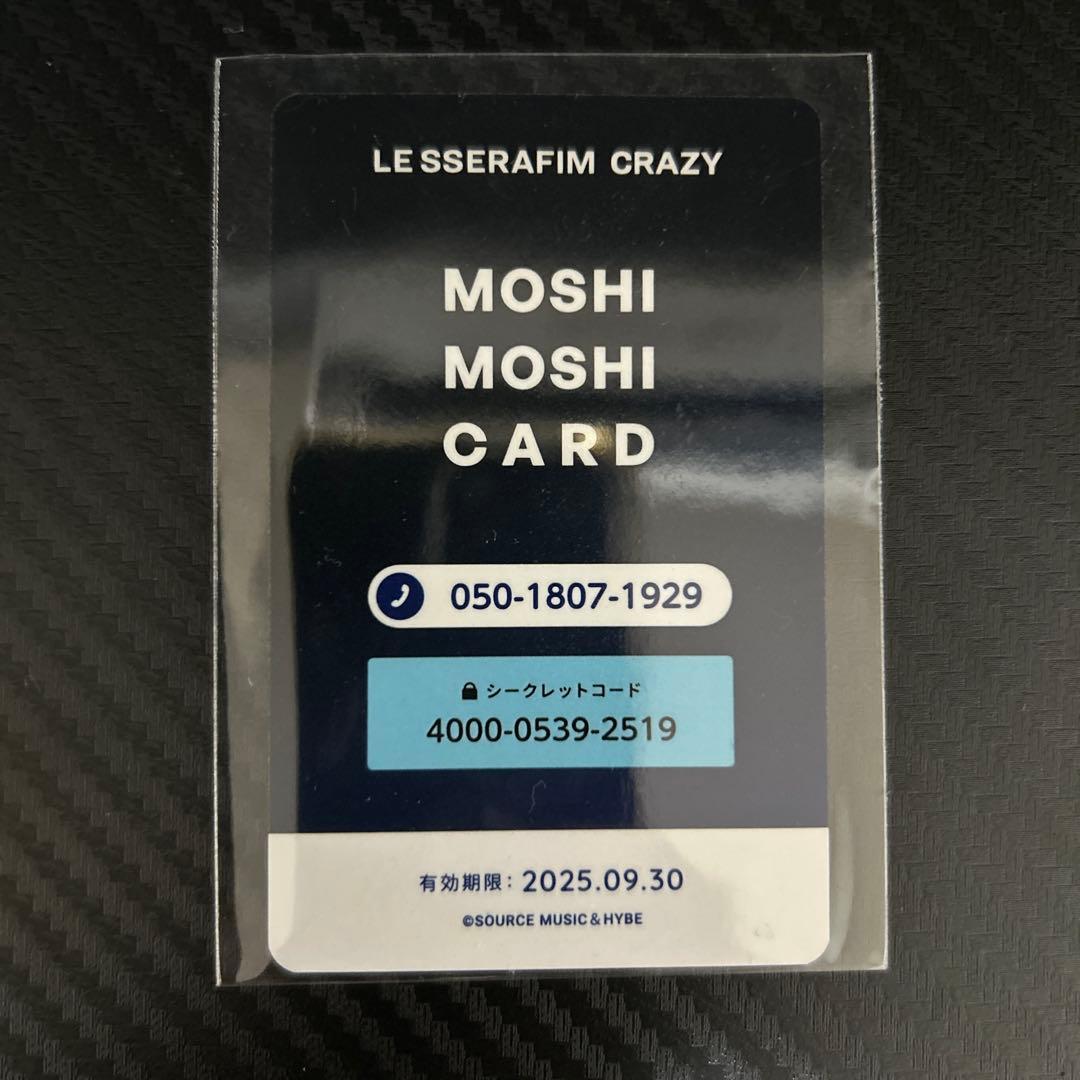 LE SSERAFIM CRAZY
MOSHI
MOSHI
CARD
050-1807-1929
シークレットコード
4000-0539-2519
有効期限: 2025.09.30
©SOURCE MUSIC & HYBE